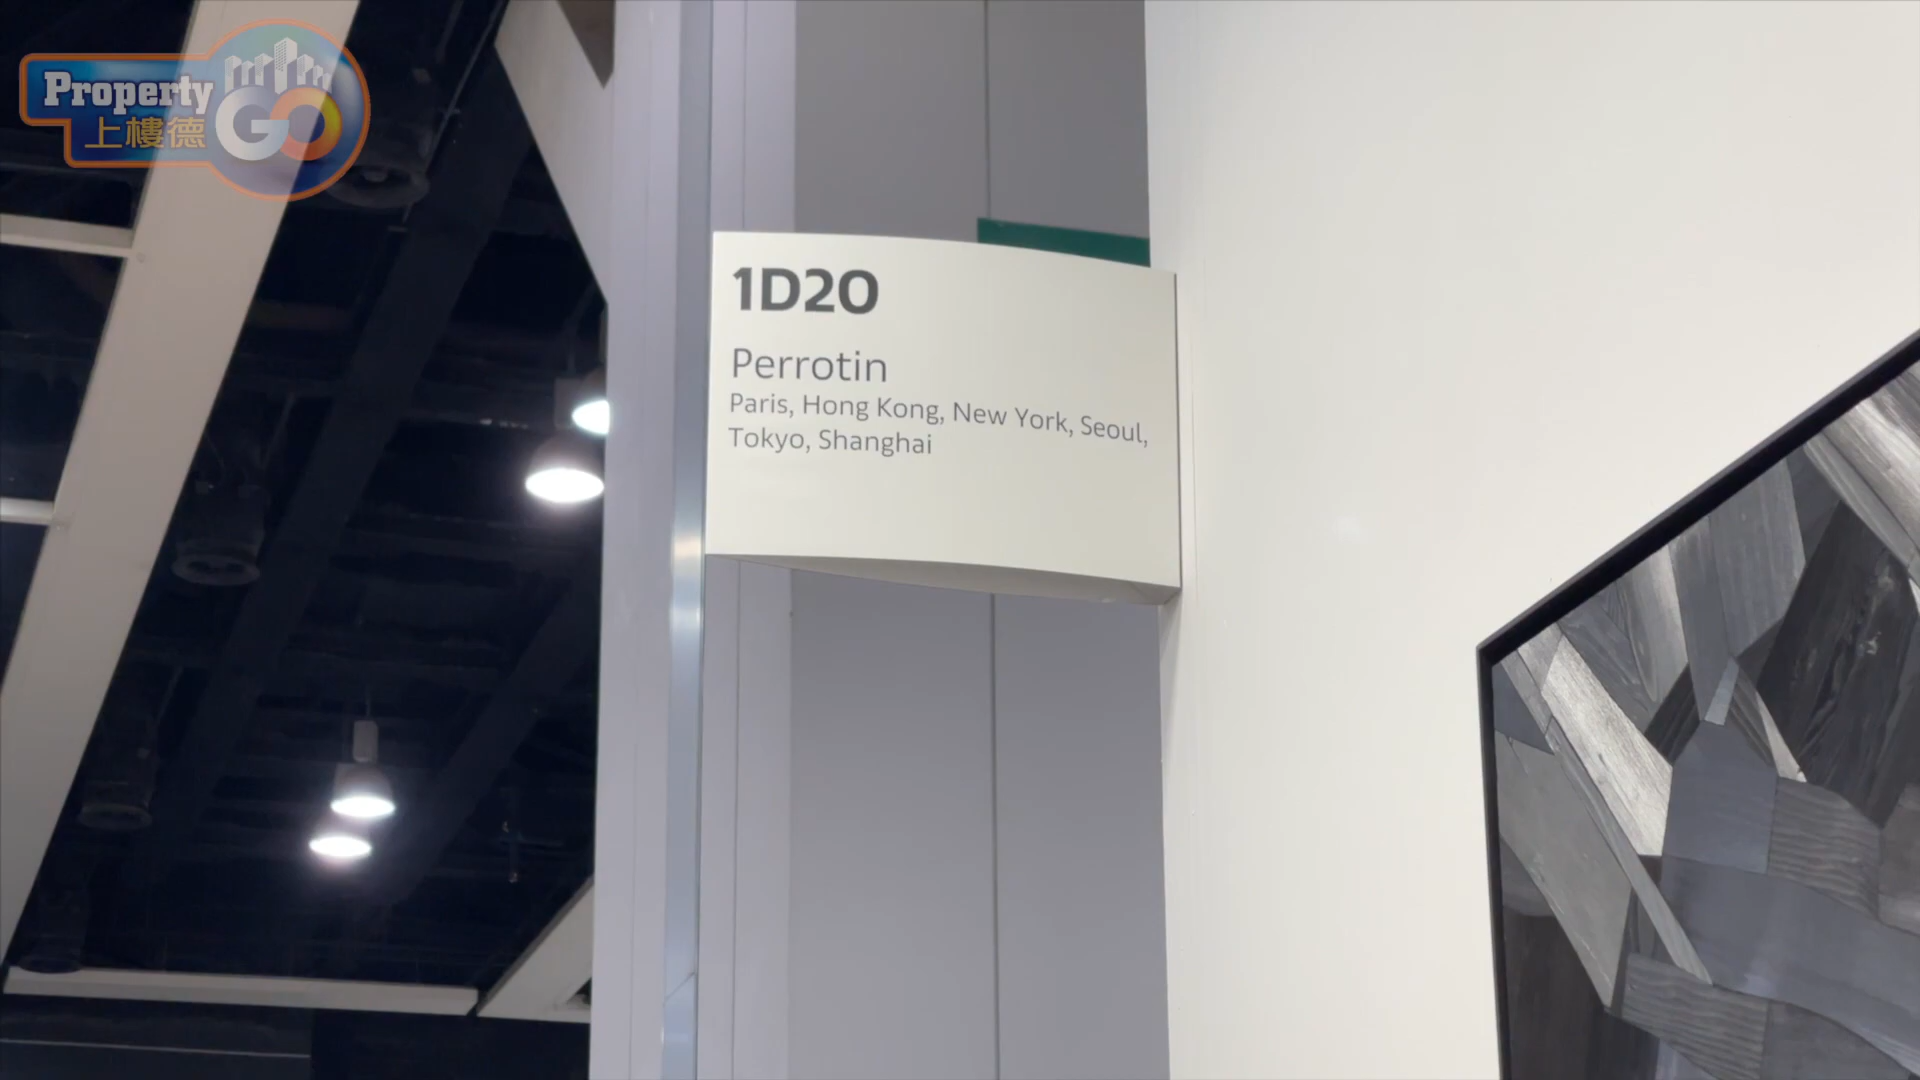 Property
上樓德
GO
1D20
Perrotin
Paris, Hong Kong, New York, Seoul,
Tokyo, Shanghai